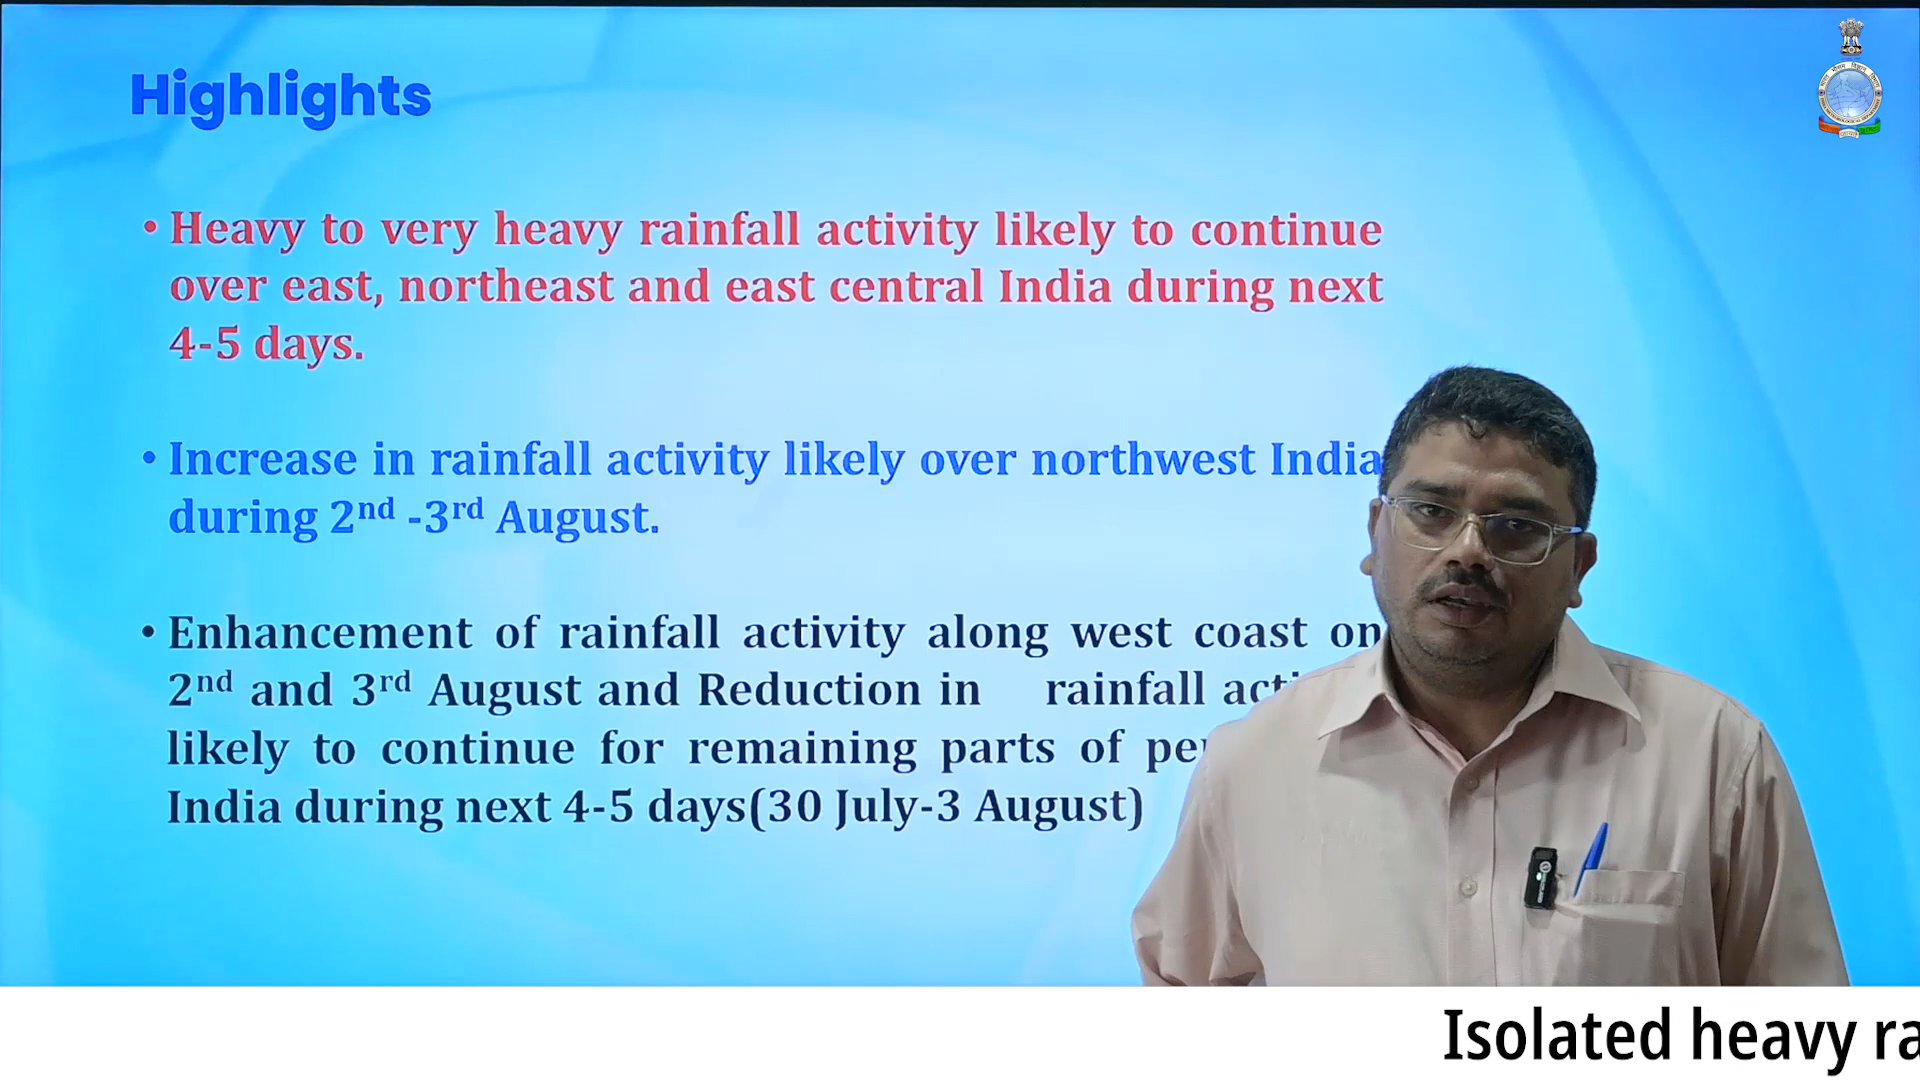 Highlights
• Heavy to very heavy rainfall activity likely to continue
over east, northeast and east central India during next
4-5 days.
• Increase in rainfall activity likely over northwest India
during 2nd -3rd August.
• Enhancement of rainfall activity along west coast on
2nd and 3rd August and Reduction in rainfall acti
likely to continue for remaining parts of pe
India during next 4-5 days(30 July-3 August)
Isolated heavy ra